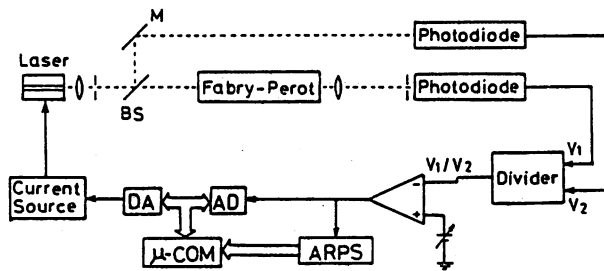 M
Photodiode
Laser
BS
Fabry-Perot
Photodiode
V1
V1/V2
Divider
V2
Current
Source
DA
AD
-
+
μ-COM
ARPS